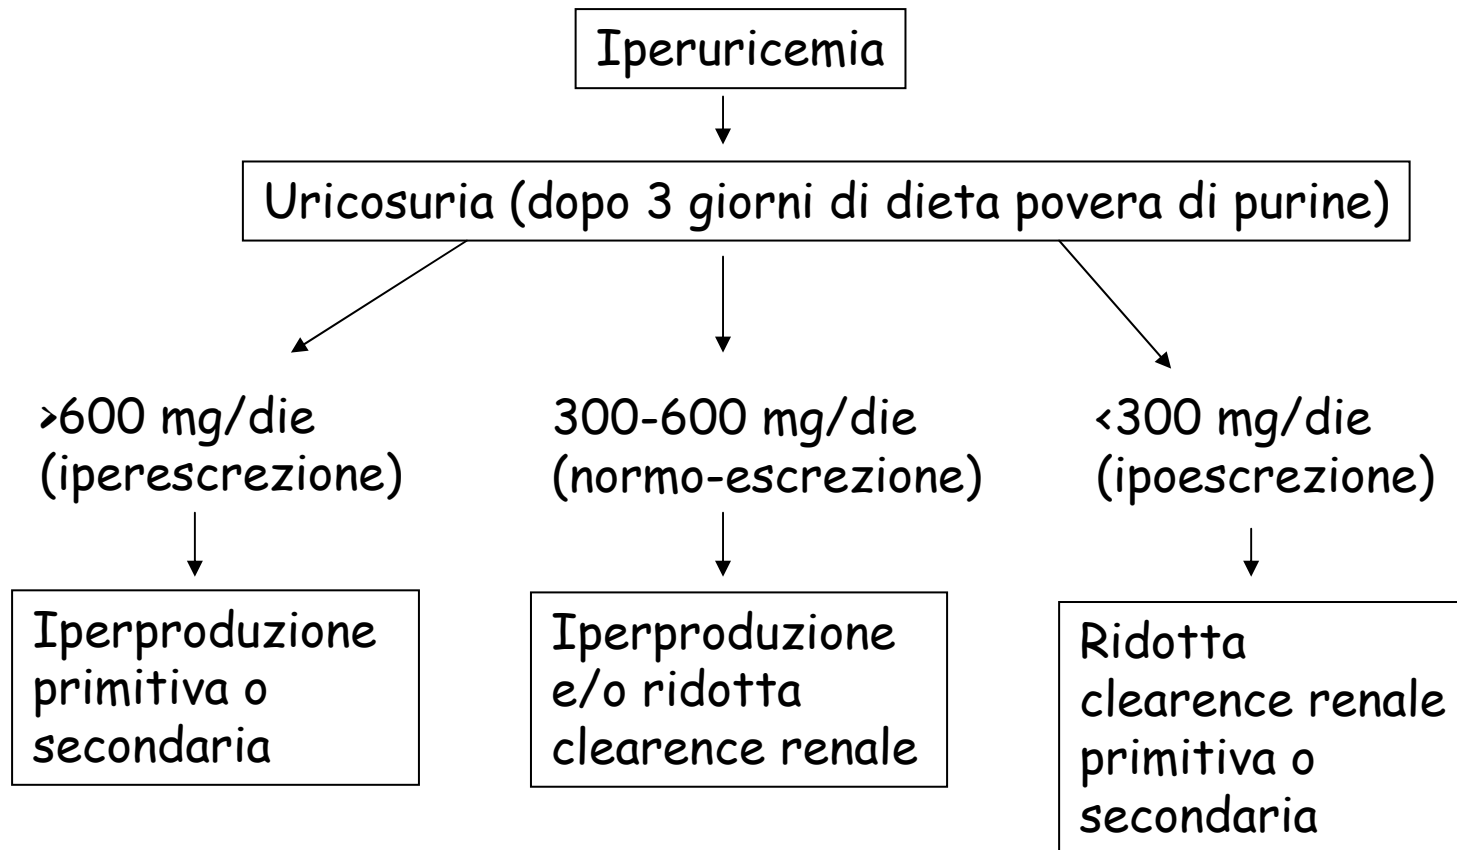 Iperuricemia
Uricosuria (dopo 3 giorni di dieta povera di purine)
>600 mg/die
(iperescrezione)
300-600 mg/die
(normo-escrezione)
<300 mg/die
(ipoescrezione)
Iperproduzione
primitiva o
secondaria
Iperproduzione
e/o ridotta
clearence renale
Ridotta
clearence renale
primitiva o
secondaria